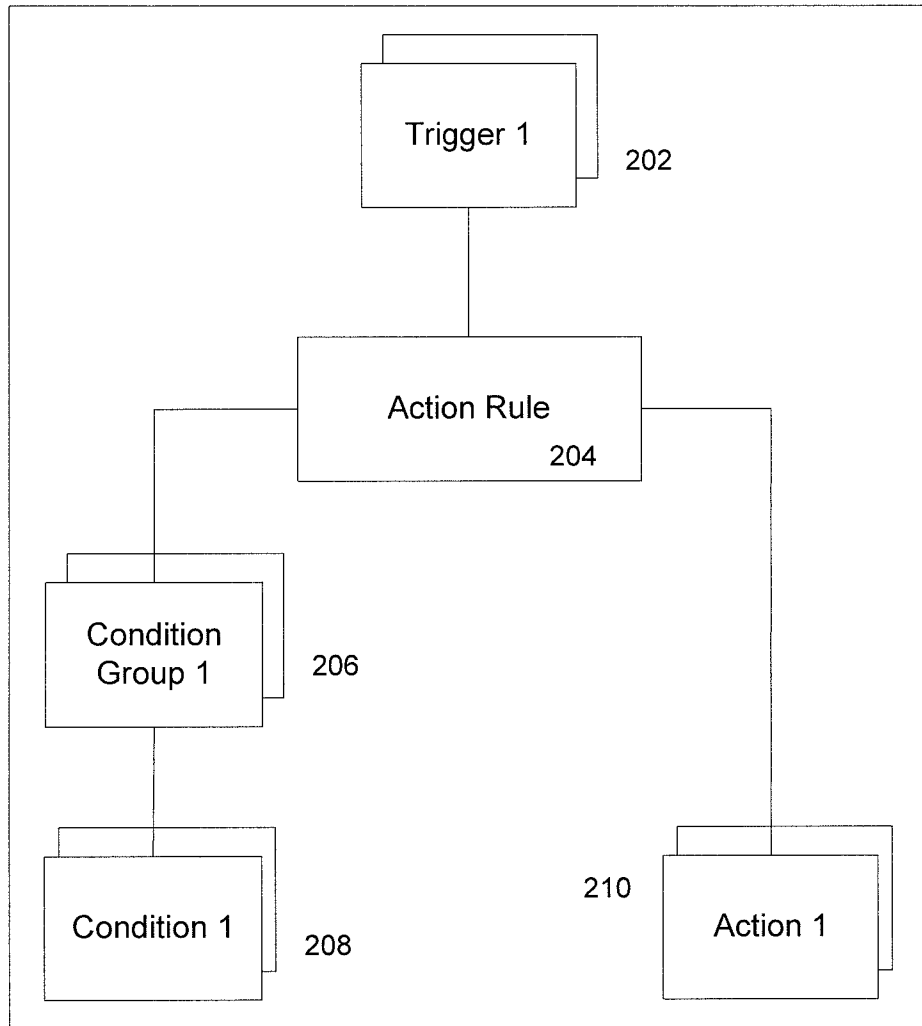 Trigger 1
202
Action Rule
204
Condition
Group 1
206
210
Action 1
Condition 1
208